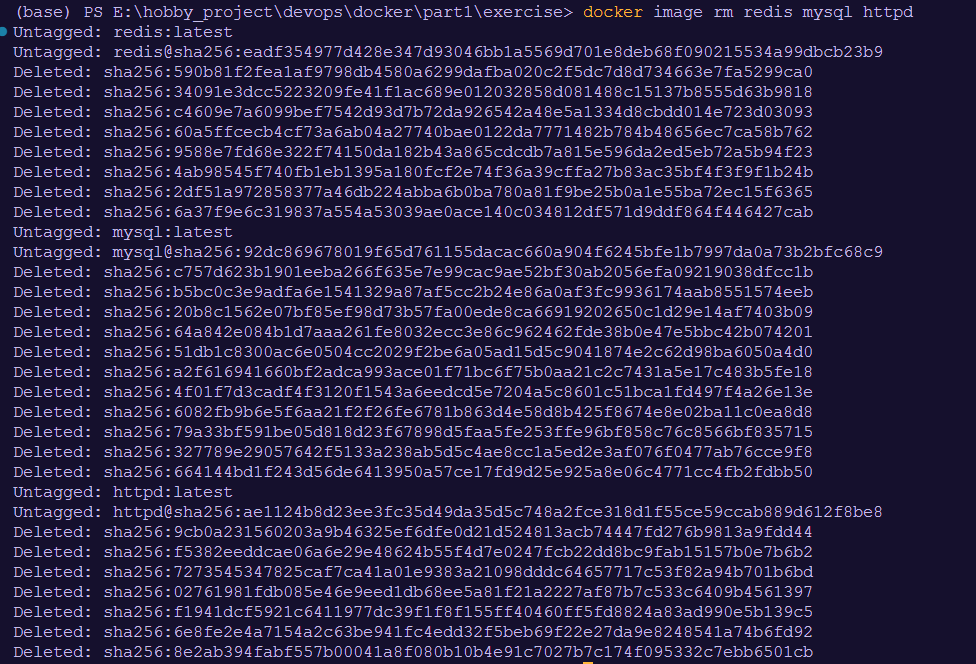 (base) PS E:\hobby_project\devops\docker\part1\exercise> docker image rm redis mysql httpd
Untagged: redis:latest
Untagged: redis@sha256:eadf354977d428e347d93046bb1a5569d701e8deb68f090215534a99dbcb23b9
Deleted: sha256:590b81f2fea1af9798db4580a6299dafba020c2f5dc7d8d734663e7fa5299ca0
Deleted: sha256:34091e3dcc5223209fe41f1ac689e012032858d081488c15137b8555d63b9818
Deleted: sha256:c4609e7a6099bef7542d93d7b72da926542a48e5a1334d8cbdd014e723d03093
Deleted: sha256:60a5ffcecb4cf73a6ab04a27740bae0122da7771482b784b48656ec7ca58b762
Deleted: sha256:9588e7fd68e322f74150da182b43a865cdcdb7a815e596da2ed5eb72a5b94f23
Deleted: sha256:4ab98545f740fb1eb1395a180fcf2e74f36a39cffa27b83ac35bf4f3f9f1b24b
Deleted: sha256:2df51a972858377a46db224abba6b0ba780a81f9be25b0a1e55ba72ec15f6365
Deleted: sha256:6a37f9e6c319837a554a53039ae0ace140c034812df571d9ddf864f446427cab
Untagged: mysql:latest
Untagged: mysql@sha256:92dc869678019f65d761155dacac660a904f6245bfe1b7997da0a73b2bfc68c9
Deleted: sha256:c757d623b1901eeba266f635e7e99cac9ae52bf30ab2056efa09219038dfcc1b
Deleted: sha256:b5bc0c3e9adfa6e1541329a87af5cc2b24e86a0af3fc9936174aab8551574eeb
Deleted: sha256:20b8c1562e07bf85ef98d73b57fa00ede8ca66919202650c1d29e14af7403b09
Deleted: sha256:64a842e084b1d7aaa261fe8032ecc3e86c962462fde38b0e47e5bbc42b074201
Deleted: sha256:51db1c8300ac6e0504cc2029f2be6a05ad15d5c9041874e2c62d98ba6050a4d0
Deleted: sha256:a2f616941660bf2adca993ace01f71bc6f75b0aa21c2c7431a5e17c483b5fe18
Deleted: sha256:4f01f7d3cadf4f3120f1543a6eedcd5e7204a5c8601c51bca1fd497f4a26e13e
Deleted: sha256:6082fb9b6e5f6aa21f2f26fe6781b863d4e58d8b425f8674e8e02ba11c0ea8d8
Deleted: sha256:79a33bf591be05d818d23f67898d5faa5fe253ffe96bf858c76c8566bf835715
Deleted: sha256:327789e29057642f5133a238ab5d5c4ae8cc1a5ed2e3af076f0477ab76cce9f8
Deleted: sha256:664144bd1f243d56de6413950a57ce17fd9d25e925a8e06c4771cc4fb2fdbb50
Untagged: httpd:latest
Untagged: httpd@sha256:ae1124b8d23ee3fc35d49da35d5c748a2fce318d1f55ce59ccab889d612f8be8
Deleted: sha256:9cb0a231560203a9b46325ef6dfe0d21d524813acb74447fd276b9813a9fdd44
Deleted: sha256:f5382eeddcae06a6e29e48624b55f4d7e0247fcb22dd8bc9fab15157b0e7b6b2
Deleted: sha256:7273545347825caf7ca41a01e9383a21098dddc64657717c53f82a94b701b6bd
Deleted: sha256:02761981fdb085e46e9eed1db68ee5a81f21a2227af87b7c533c6409b4561397
Deleted: sha256:f1941dcf5921c6411977dc39f1f8f155ff40460ff5fd8824a83ad990e5b139c5
Deleted: sha256:6e8fe2e4a7154a2c63be941fc4edd32f5beb69f22e27da9e8248541a74b6fd92
Deleted: sha256:8e2ab394fabf557b00041a8f080b10b4e91c7027b7c174f095332c7ebb6501cb